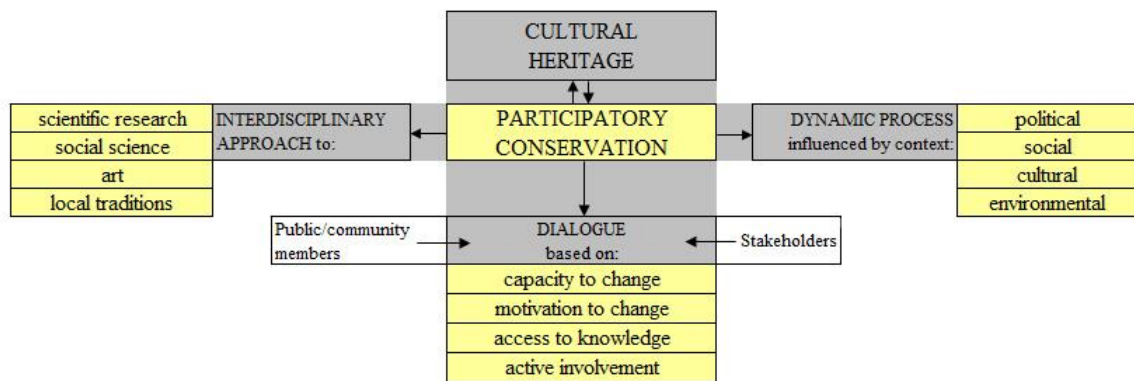 CULTURAL
HERITAGE
PARTICIPATORY
CONSERVATION
INTERDISCIPLINARY
APPROACH to:
scientific research
social science
art
local traditions
DYNAMIC PROCESS
influenced by context:
political
social
cultural
environmental
Public/community
members
DIALOGUE
based on:
Stakeholders
capacity to change
motivation to change
access to knowledge
active involvement